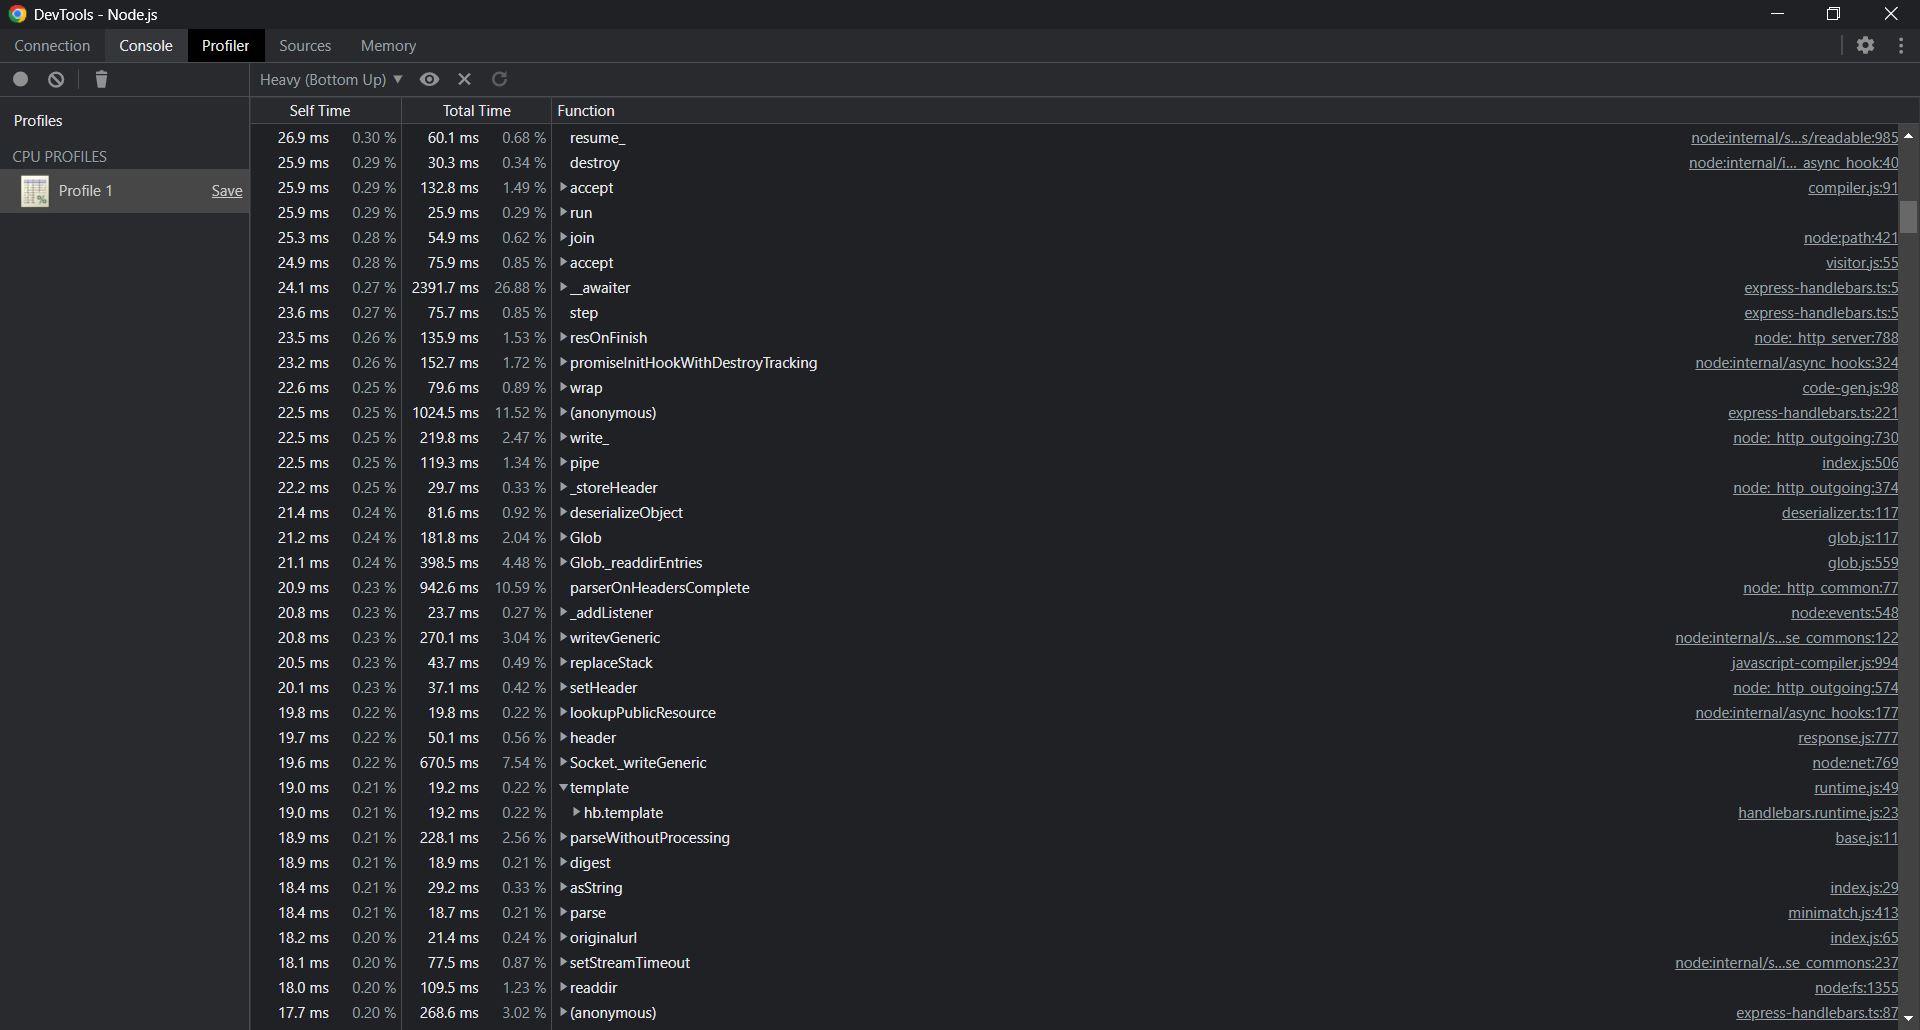 DevTools - Node.js
Connection Console Profiler Sources Memory
Heavy (Bottom Up)
Profiles
CPU PROFILES
Profile 1 Save
Self Time Total Time Function
26.9 ms 0.30 % 60.1 ms 0.68 % resume_ node:internal/s...s/readable:985
25.9 ms 0.29 % 30.3 ms 0.34 % destroy node:internal/i... async_hook:40
25.9 ms 0.29 % 132.8 ms 1.49 % accept compiler.js:91
25.9 ms 0.29 % 25.9 ms 0.29 % run
25.3 ms 0.28 % 54.9 ms 0.62 % join node:path:421
24.9 ms 0.28 % 75.9 ms 0.85 % accept visitor.js:55
24.1 ms 0.27 % 2391.7 ms 26.88 % __awaiter express-handlebars.ts:5
23.6 ms 0.27 % 75.7 ms 0.85 % step express-handlebars.ts:5
23.5 ms 0.26 % 135.9 ms 1.53 % resOnFinish node:_http_server:788
23.2 ms 0.26 % 152.7 ms 1.72 % promiseInitHookWithDestroyTracking node:internal/async_hooks:324
22.6 ms 0.25 % 79.6 ms 0.89 % wrap code-gen.js:98
22.5 ms 0.25 % 1024.5 ms 11.52 % (anonymous) express-handlebars.ts:221
22.5 ms 0.25 % 219.8 ms 2.47 % write_ node:_http_outgoing:730
22.5 ms 0.25 % 119.3 ms 1.34 % pipe index.js:506
22.2 ms 0.25 % 29.7 ms 0.33 % _storeHeader node:_http_outgoing:374
21.4 ms 0.24 % 81.6 ms 0.92 % deserializeObject deserializer.ts:117
21.2 ms 0.24 % 181.8 ms 2.04 % Glob glob.js:117
21.1 ms 0.24 % 398.5 ms 4.48 % Glob._readdirEntries glob.js:559
20.9 ms 0.23 % 942.6 ms 10.59 % parserOnHeadersComplete node:_http_common:77
20.8 ms 0.23 % 23.7 ms 0.27 % _addListener node:events:548
20.8 ms 0.23 % 270.1 ms 3.04 % writevGeneric node:internal/s...se_commons:122
20.5 ms 0.23 % 43.7 ms 0.49 % replaceStack javascript-compiler.js:994
20.1 ms 0.23 % 37.1 ms 0.42 % setHeader node:_http_outgoing:574
19.8 ms 0.22 % 19.8 ms 0.22 % lookupPublicResource node:internal/async_hooks:177
19.7 ms 0.22 % 50.1 ms 0.56 % header response.js:777
19.6 ms 0.22 % 670.5 ms 7.54 % Socket._writeGeneric node:net:769
19.0 ms 0.21 % 19.2 ms 0.22 % template runtime.js:49
19.0 ms 0.21 % 19.2 ms 0.22 % hb.template handlebars.runtime.js:23
18.9 ms 0.21 % 228.1 ms 2.56 % parseWithoutProcessing base.js:11
18.9 ms 0.21 % 18.9 ms 0.21 % digest
18.4 ms 0.21 % 29.2 ms 0.33 % asString index.js:29
18.4 ms 0.21 % 18.7 ms 0.21 % parse minimatch.js:413
18.2 ms 0.20 % 21.4 ms 0.24 % originalurl index.js:65
18.1 ms 0.20 % 77.5 ms 0.87 % setStreamTimeout node:internal/s...se_commons:237
18.0 ms 0.20 % 109.5 ms 1.23 % readdir node:fs:1355
17.7 ms 0.20 % 268.6 ms 3.02 % (anonymous) express-handlebars.ts:87